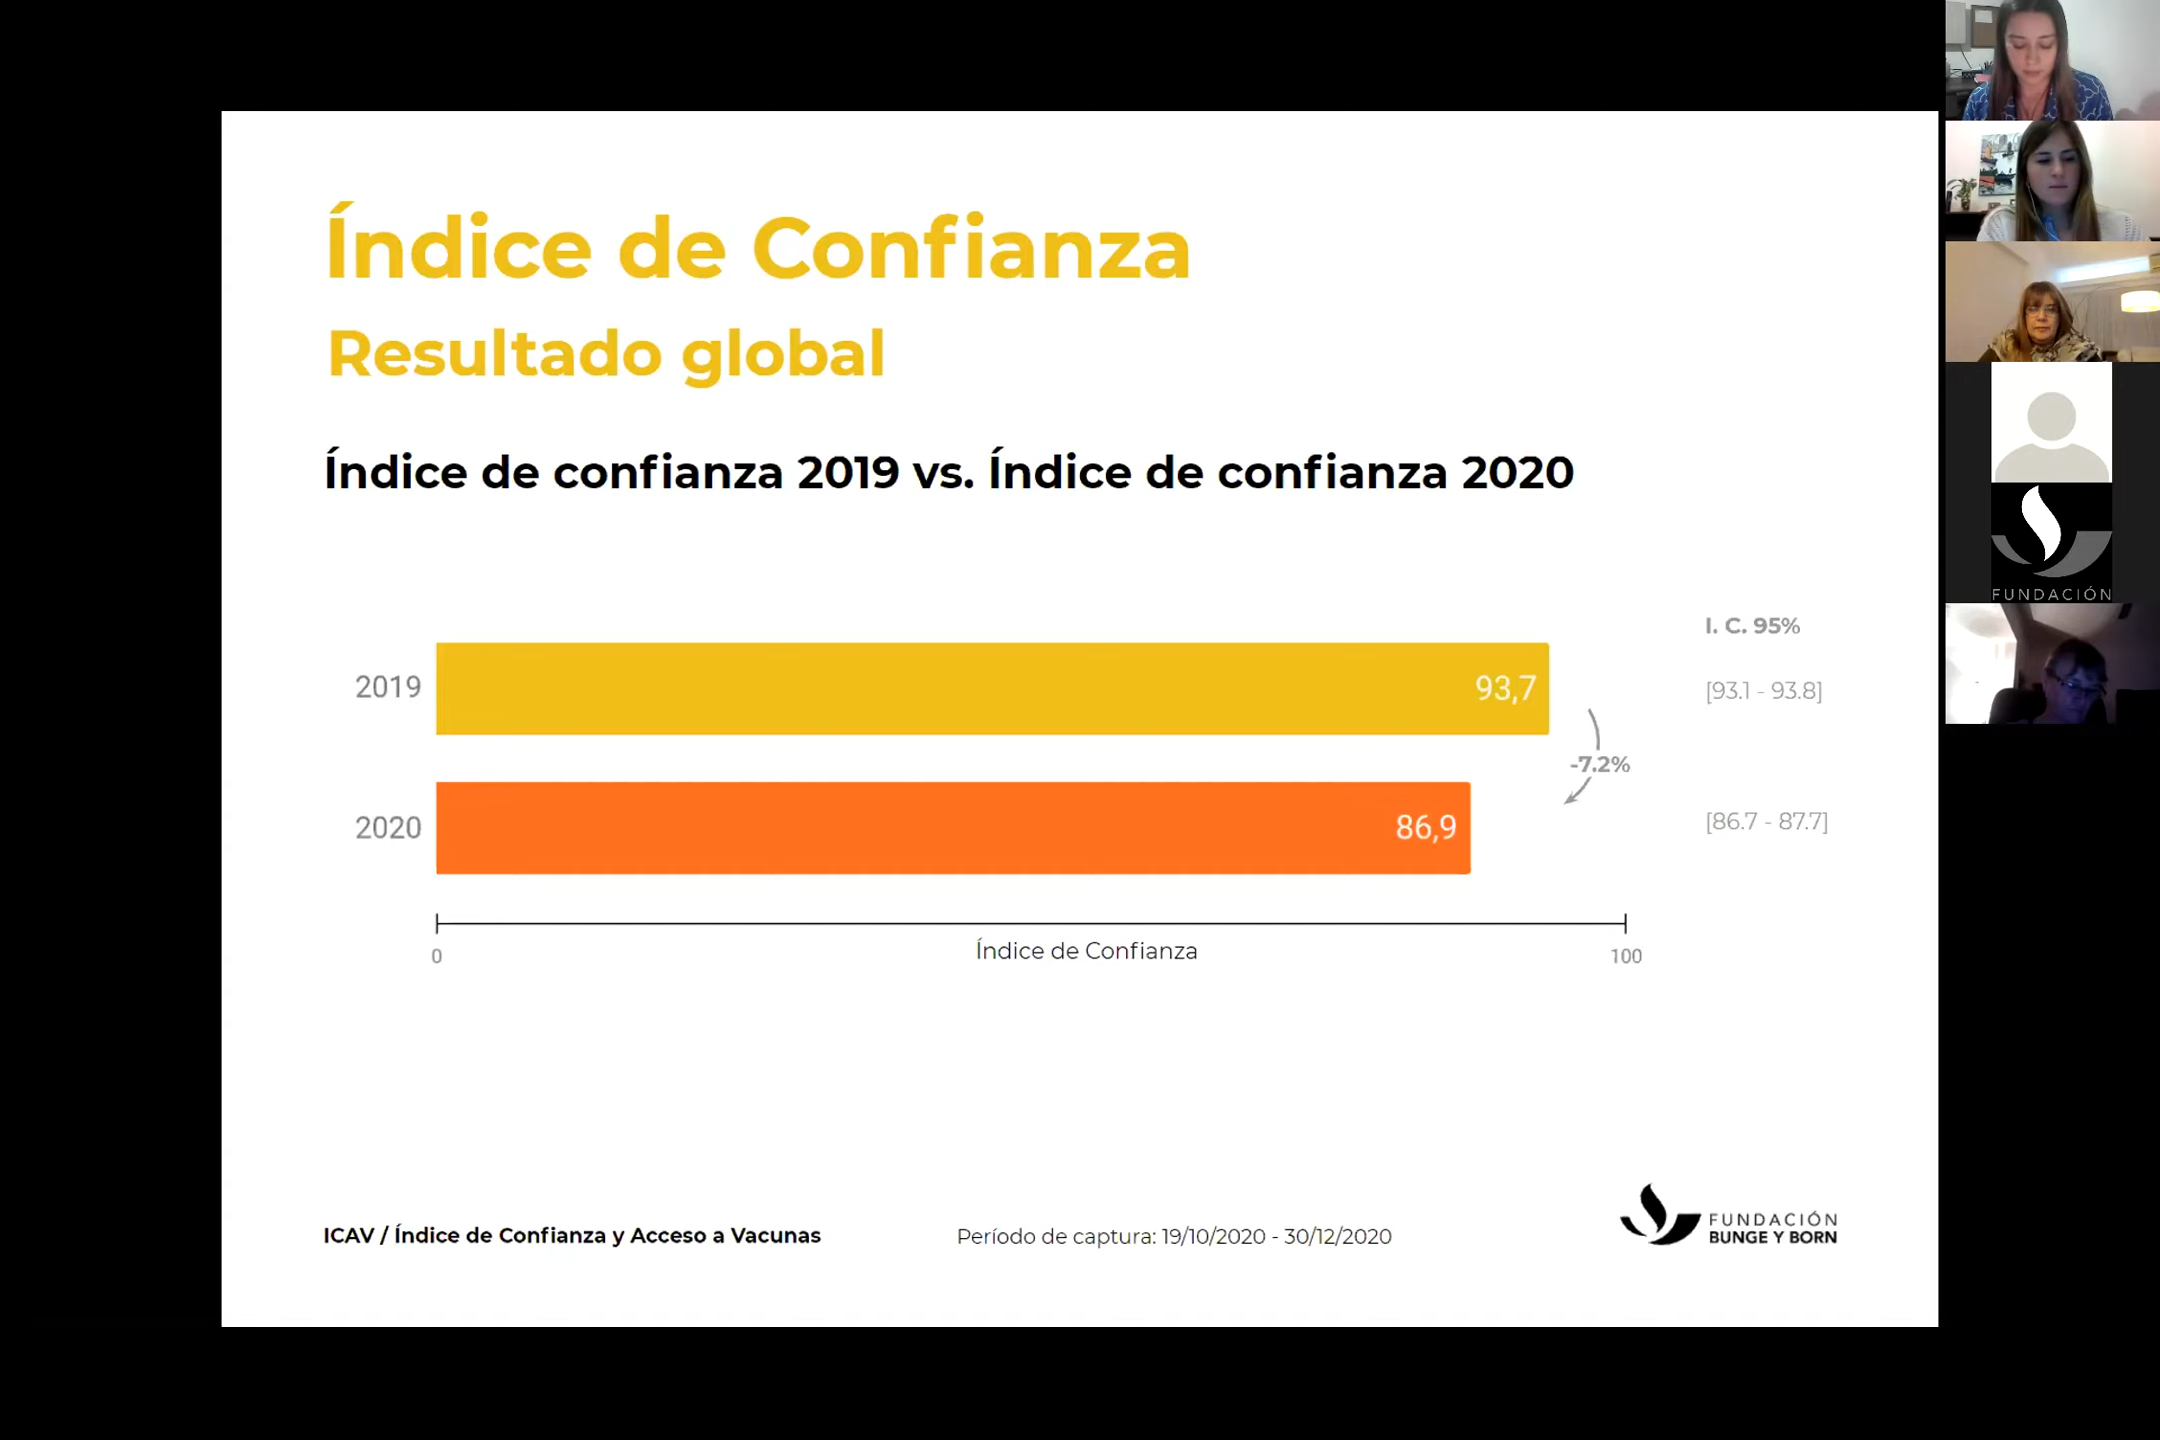 Índice de Confianza
Resultado global
Índice de confianza 2019 vs. Índice de confianza 2020
I. C. 95%
2019
93,7
[93.1 - 93.8]
-7.2%
2020
86,9
[86.7 - 87.7]
0
Índice de Confianza
100
ICAV / Índice de Confianza y Acceso a Vacunas
Período de captura: 19/10/2020 - 30/12/2020
FUNDACIÓN
BUNGE Y BORN
FUNDACIÓN